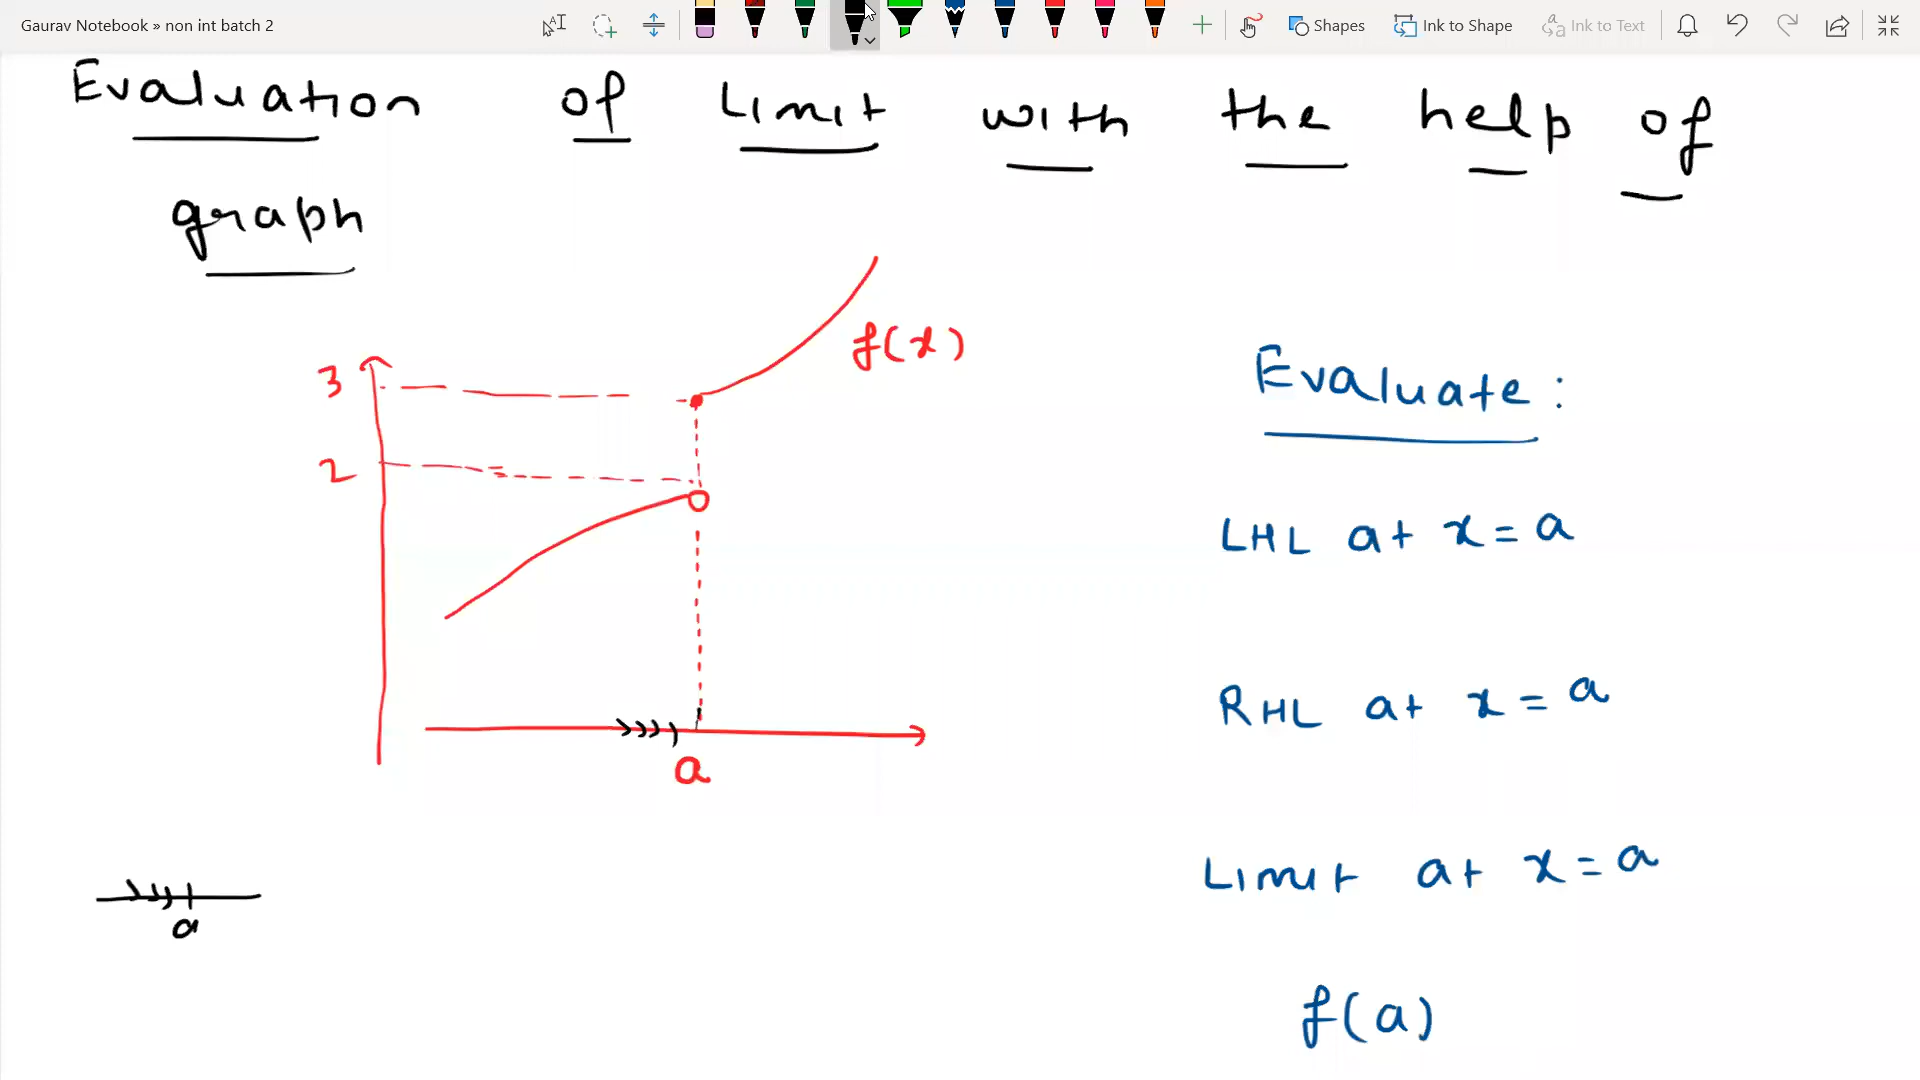 Gaurav Notebook » non int batch 2
Shapes
Ink to Shape
Ink to Text
Evaluation of Limit with the help of
graph
f(x)
3
2
a
a
Evaluate:
LHL at x = a
RHL at x = a
Limit at x = a
f(a)